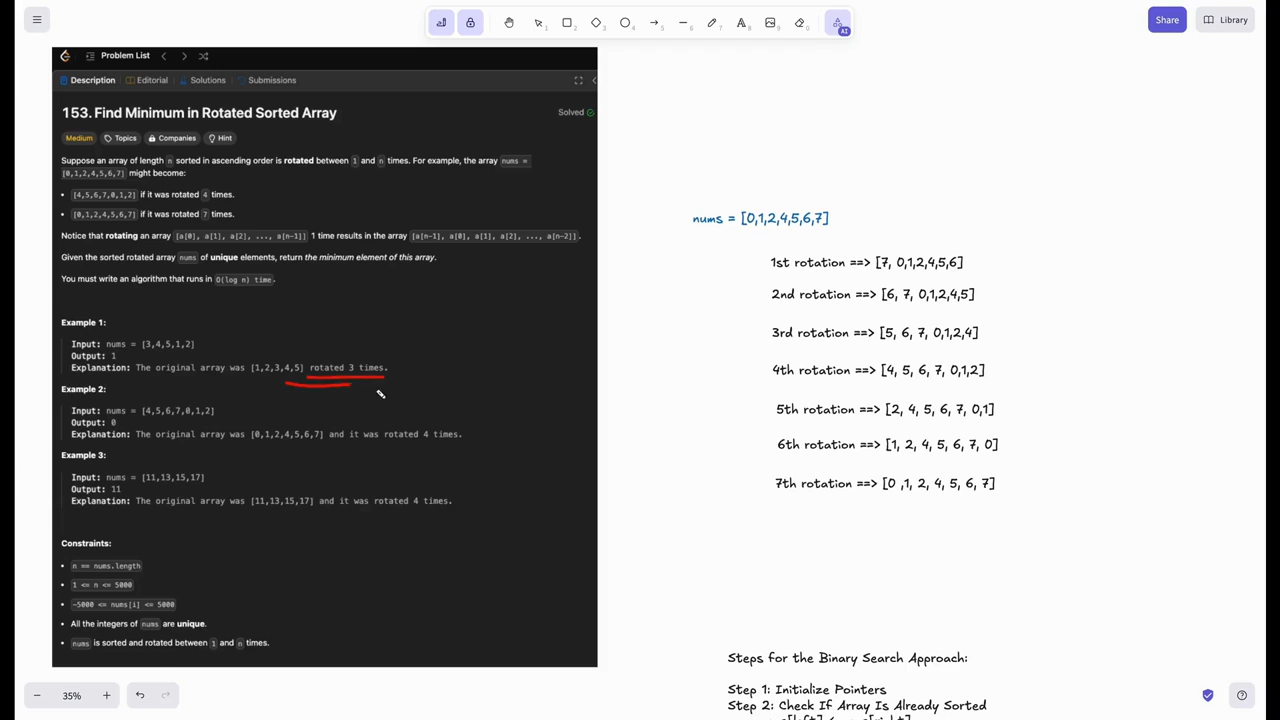 Share
Library
1
2
3
4
5
6
7
8
9
0
AI
Problem List
Description
Editorial
Solutions
Submissions
153. Find Minimum in Rotated Sorted Array
Solved
Medium
Topics
Companies
Hint
Suppose an array of length n sorted in ascending order is rotated between 1 and n times. For example, the array nums =
[0,1,2,4,5,6,7] might become:
• [4,5,6,7,0,1,2] if it was rotated 4 times.
• [0,1,2,4,5,6,7] if it was rotated 7 times.
Notice that rotating an array [a[0], a[1], a[2], ..., a[n-1]] 1 time results in the array [a[n-1], a[0], a[1], a[2], ..., a[n-2]].
Given the sorted rotated array nums of unique elements, return the minimum element of this array.
You must write an algorithm that runs in O(log n) time.
Example 1:
Input: nums = [3,4,5,1,2]
Output: 1
Explanation: The original array was [1,2,3,4,5] rotated 3 times.
Example 2:
Input: nums = [4,5,6,7,0,1,2]
Output: 0
Explanation: The original array was [0,1,2,4,5,6,7] and it was rotated 4 times.
Example 3:
Input: nums = [11,13,15,17]
Output: 11
Explanation: The original array was [11,13,15,17] and it was rotated 4 times.
Constraints:
• n == nums.length
• 1 <= n <= 5000
• -5000 <= nums[i] <= 5000
• All the integers of nums are unique.
• nums is sorted and rotated between 1 and n times.
nums = [0,1,2,4,5,6,7]
1st rotation ==> [7, 0,1,2,4,5,6]
2nd rotation ==> [6, 7, 0,1,2,4,5]
3rd rotation ==> [5, 6, 7, 0,1,2,4]
4th rotation ==> [4, 5, 6, 7, 0,1,2]
5th rotation ==> [2, 4, 5, 6, 7, 0,1]
6th rotation ==> [1, 2, 4, 5, 6, 7, 0]
7th rotation ==> [0 ,1, 2, 4, 5, 6, 7]
Steps for the Binary Search Approach:
Step 1: Initialize Pointers
Step 2: Check If Array Is Already Sorted
35%